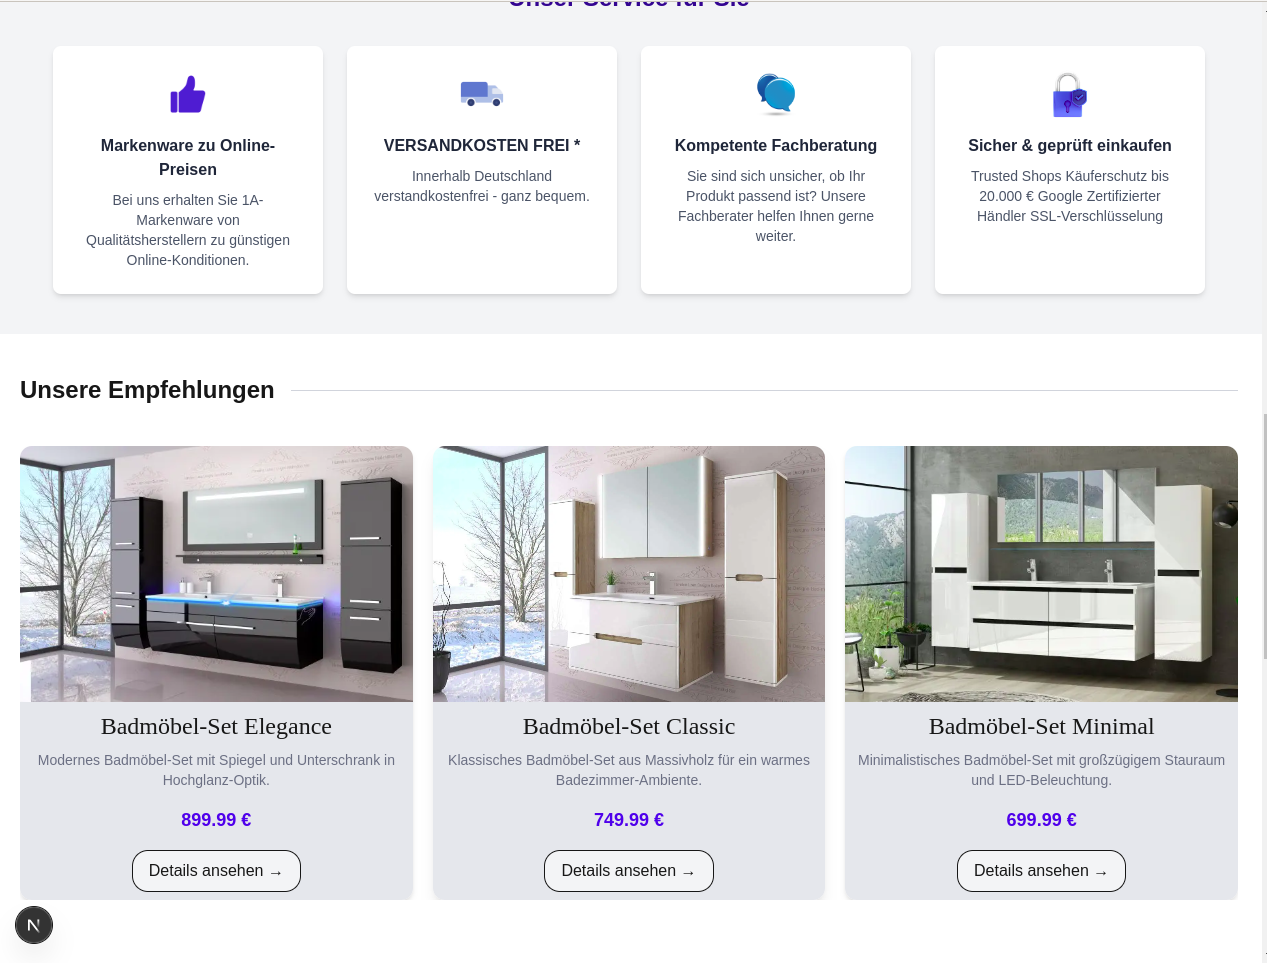 Unser Service für Sie
Markenware zu Online-
Preisen
Bei uns erhalten Sie 1A-
Markenware von
Qualitätsherstellern zu günstigen
Online-Konditionen.
VERSANDKOSTEN FREI *
Innerhalb Deutschland
verstandkostenfrei - ganz bequem.
Kompetente Fachberatung
Sie sind sich unsicher, ob Ihr
Produkt passend ist? Unsere
Fachberater helfen Ihnen gerne
weiter.
Sicher & geprüft einkaufen
Trusted Shops Käuferschutz bis
20.000 € Google Zertifizierter
Händler SSL-Verschlüsselung
Unsere Empfehlungen
Badmöbel-Set Elegance
Modernes Badmöbel-Set mit Spiegel und Unterschrank in
Hochglanz-Optik.
899.99 €
Details ansehen →
Badmöbel-Set Classic
Klassisches Badmöbel-Set aus Massivholz für ein warmes
Badezimmer-Ambiente.
749.99 €
Details ansehen →
Badmöbel-Set Minimal
Minimalistisches Badmöbel-Set mit großzügigem Stauraum
und LED-Beleuchtung.
699.99 €
Details ansehen →
N